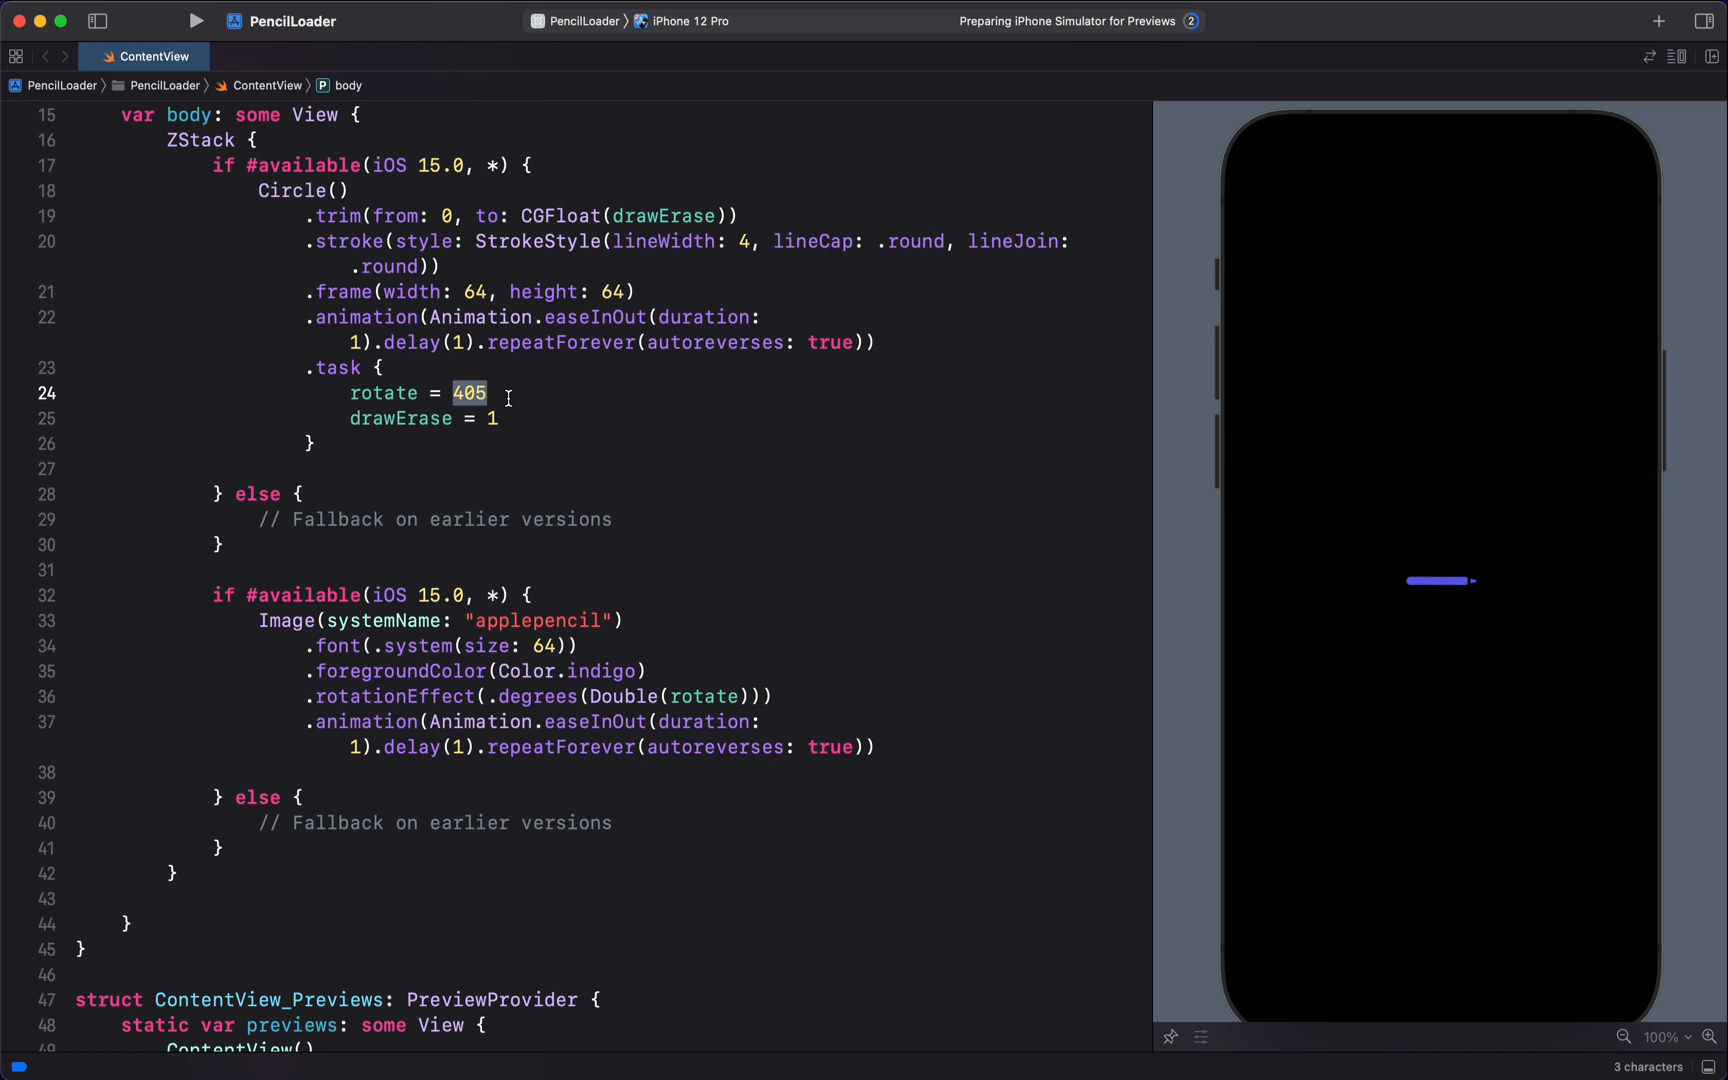 PencilLoader
PencilLoader
iPhone 12 Pro
Preparing iPhone Simulator for Previews
2
ContentView
PencilLoader
PencilLoader
ContentView
P
body
15 var body: some View {
16 ZStack {
17 if #available(iOS 15.0, *) {
18 Circle()
19 .trim(from: 0, to: CGFloat(drawErase))
20 .stroke(style: StrokeStyle(lineWidth: 4, lineCap: .round, lineJoin:
.round))
21 .frame(width: 64, height: 64)
22 .animation(Animation.easeInOut(duration:
1).delay(1).repeatForever(autoreverses: true))
23 .task {
24 rotate = 405
25 drawErase = 1
26 }
27
28 } else {
29 // Fallback on earlier versions
30 }
31
32 if #available(iOS 15.0, *) {
33 Image(systemName: "applepencil")
34 .font(.system(size: 64))
35 .foregroundColor(Color.indigo)
36 .rotationEffect(.degrees(Double(rotate)))
37 .animation(Animation.easeInOut(duration:
1).delay(1).repeatForever(autoreverses: true))
38
39 } else {
40 // Fallback on earlier versions
41 }
42 }
43
44 }
45 }
46
47 struct ContentView_Previews: PreviewProvider {
48 static var previews: some View {
49 ContentView()
100%
3 characters